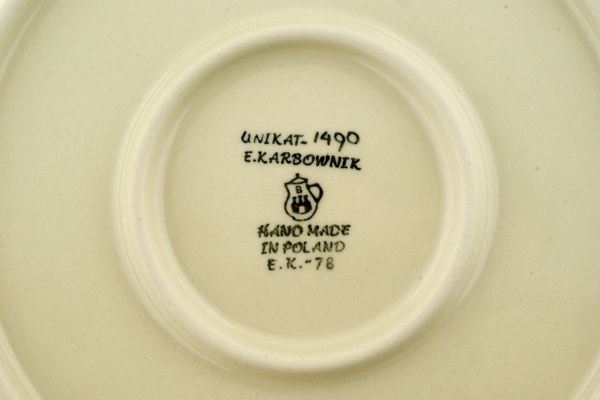 UNIKAT- 1490
E.KARBOWNIK
B
HAND MADE
IN POLAND
E.K.-78